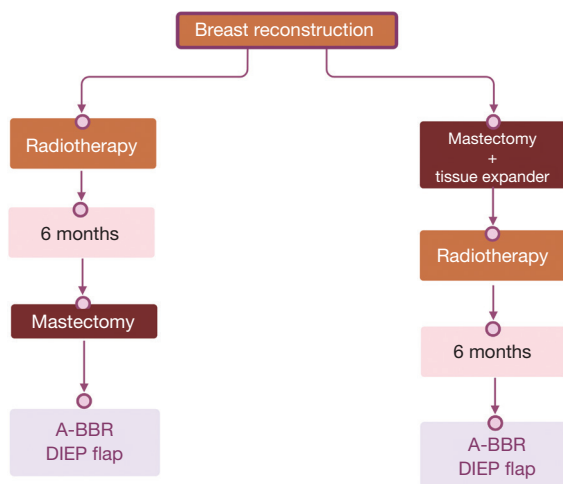 Breast reconstruction
Radiotherapy
6 months
Mastectomy
A-BBR
DIEP flap
Mastectomy
+
tissue expander
Radiotherapy
6 months
A-BBR
DIEP flap